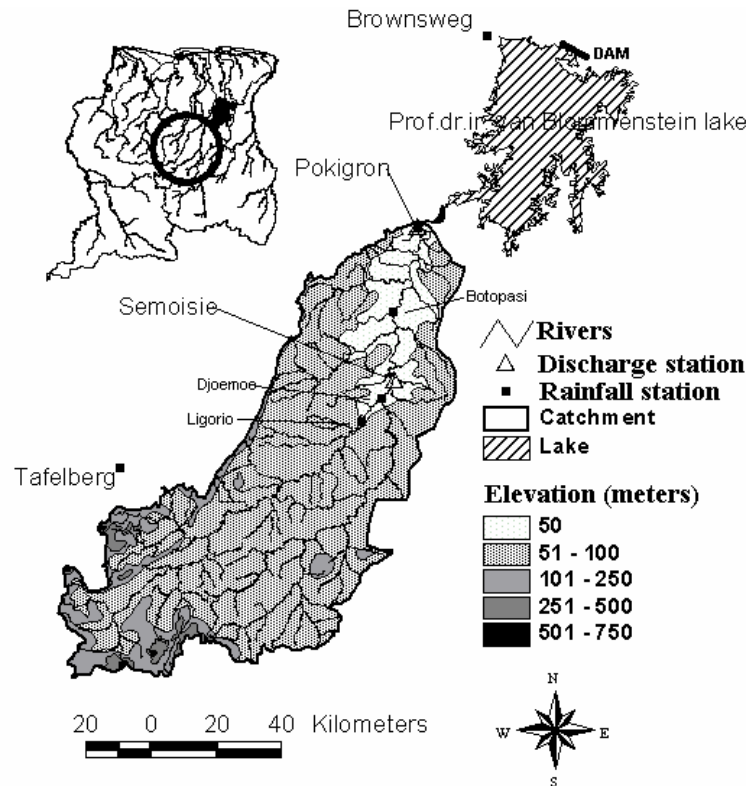 Brownsweg
DAM
Prof.dr.ir.van Blommenstein lake
Pokigron
Semoisie
Botopasi
Djoemoe
Ligorio
Tafelberg
Rivers
Discharge station
Rainfall station
Catchment
Lake
Elevation (meters)
50
51 - 100
101 - 250
251 - 500
501 - 750
20 0 20 40 Kilometers
N
W E
S